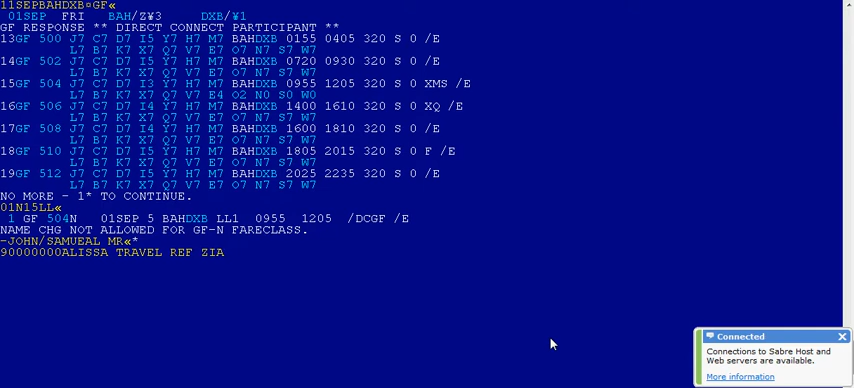 11SEPBAHDXB¤GF«
01SEP FRI BAH/Z¥3 DXB/¥1
GF RESPONSE ** DIRECT CONNECT PARTICIPANT **
13GF 500 J7 C7 D7 I5 Y7 H7 M7 BAHDXB 0155 0405 320 S 0 /E
L7 B7 K7 X7 Q7 V7 E7 O7 N7 S7 W7
14GF 502 J7 C7 D7 I5 Y7 H7 M7 BAHDXB 0720 0930 320 S 0 /E
L7 B7 K7 X7 Q7 V7 E7 O7 N7 S7 W7
15GF 504 J7 C7 D7 I3 Y7 H7 M7 BAHDXB 0955 1205 320 S 0 XMS /E
L7 B7 K7 X7 Q7 V7 E4 O2 N0 S0 W0
16GF 506 J7 C7 D7 I4 Y7 H7 M7 BAHDXB 1400 1610 320 S 0 XQ /E
L7 B7 K7 X7 Q7 V7 E7 O7 N7 S7 W7
17GF 508 J7 C7 D7 I4 Y7 H7 M7 BAHDXB 1600 1810 320 S 0 /E
L7 B7 K7 X7 Q7 V7 E7 O7 N7 S7 W7
18GF 510 J7 C7 D7 I5 Y7 H7 M7 BAHDXB 1805 2015 320 S 0 F /E
L7 B7 K7 X7 Q7 V7 E7 O7 N7 S7 W7
19GF 512 J7 C7 D7 I5 Y7 H7 M7 BAHDXB 2025 2235 320 S 0 /E
L7 B7 K7 X7 Q7 V7 E7 O7 N7 S7 W7
NO MORE - 1* TO CONTINUE.
01N15LL«
1 GF 504N 01SEP 5 BAHDXB LL1 0955 1205 /DCGF /E
NAME CHG NOT ALLOWED FOR GF-N FARECLASS.
-JOHN/SAMUEAL MR«*
90000000ALISSA TRAVEL REF ZIA
Connected
Connections to Sabre Host and
Web servers are available.
More information